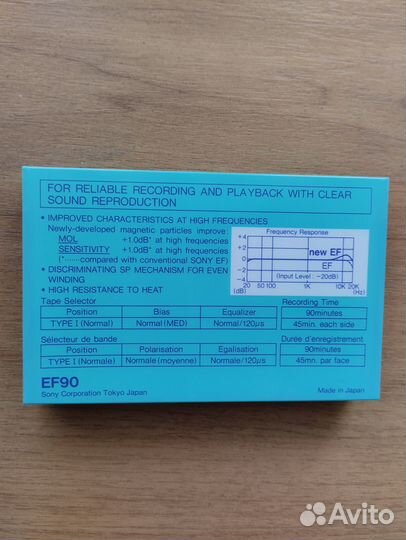 FOR RELIABLE RECORDING AND PLAYBACK WITH CLEAR
SOUND REPRODUCTION
• IMPROVED CHARACTERISTICS AT HIGH FREQUENCIES
Newly-developed magnetic particles improve:
MOL +1.0dB* at high frequencies
SENSITIVITY +1.0dB* at high frequencies
(*······compared with conventional SONY EF)
• DISCRIMINATING SP MECHANISM FOR EVEN
WINDING
• HIGH RESISTANCE TO HEAT
Frequency Response
+4
+2
0
-2
-4
new EF
EF
(Input Level : -20dB)
(dB) 20 50 100 1K 10K 20K (Hz)
Tape Selector
Position Bias Equalizer
TYPE I (Normal) Normal (MED) Normal/120μs
Recording Time
90minutes
45min. each side
Sélecteur de bande
Position Polarisation Egalisation
TYPE I (Normale) Normale (moyenne) Normale/120μs
Durée d'enregistrement
90minutes
45min. par face
EF90
Sony Corporation Tokyo Japan
Made in Japan
Avito